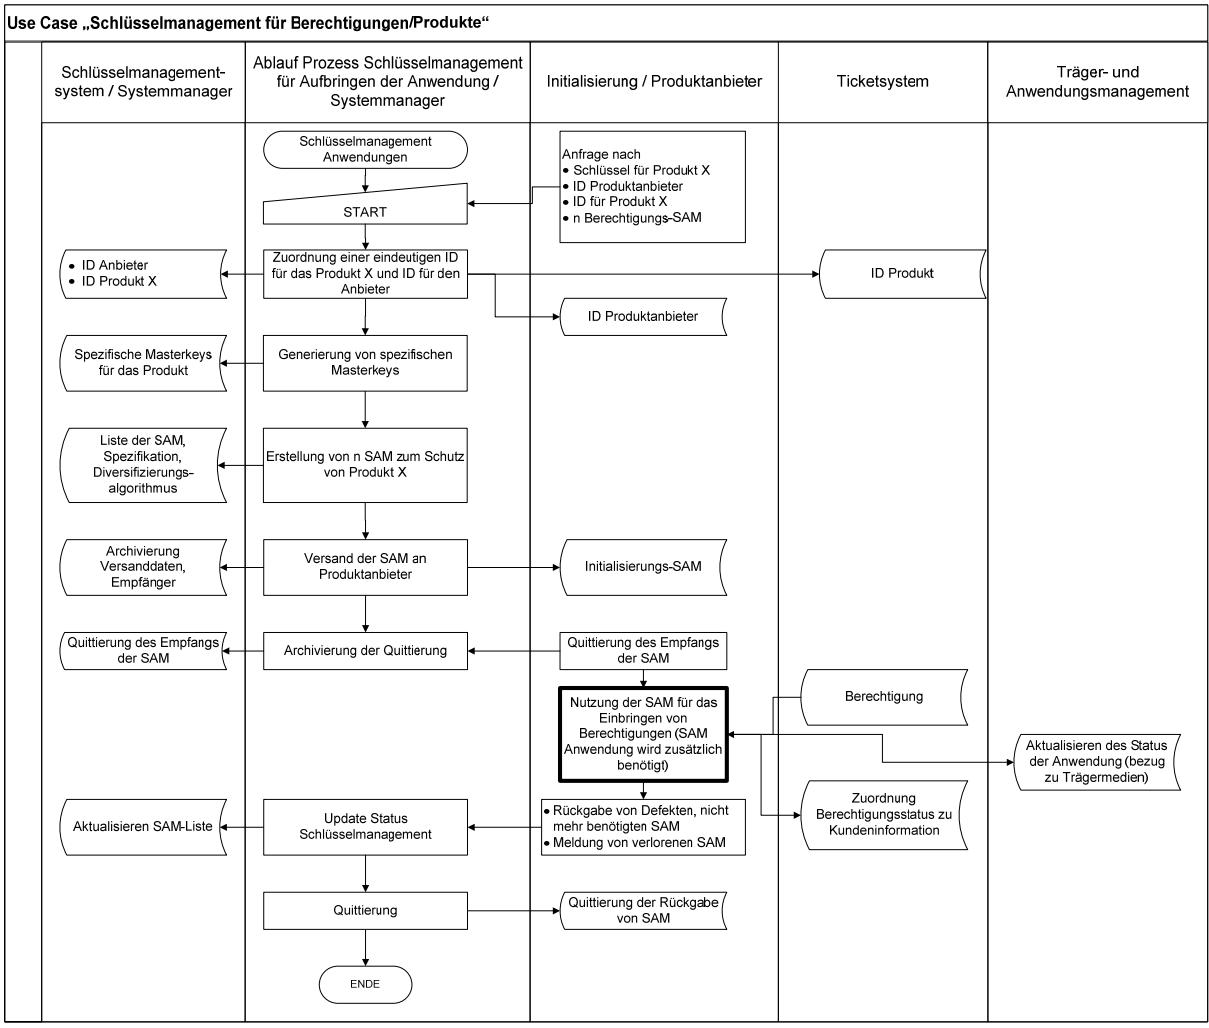 Use Case „Schlüsselmanagement für Berechtigungen/Produkte“
Schlüsselmanagement-
system / Systemmanager
Ablauf Prozess Schlüsselmanagement
für Aufbringen der Anwendung /
Systemmanager
Initialisierung / Produktanbieter
Ticketsystem
Träger- und
Anwendungsmanagement
Schlüsselmanagement
Anwendungen
Anfrage nach
• Schlüssel für Produkt X
• ID Produktanbieter
• ID für Produkt X
• n Berechtigungs-SAM
START
• ID Anbieter
• ID Produkt X
Zuordnung einer eindeutigen ID
für das Produkt X und ID für den
Anbieter
ID Produkt
ID Produktanbieter
Spezifische Masterkeys
für das Produkt
Generierung von spezifischen
Masterkeys
Liste der SAM,
Spezifikation,
Diversifizierungs-
algorithmus
Erstellung von n SAM zum Schutz
von Produkt X
Archivierung
Versanddaten,
Empfänger
Versand der SAM an
Produktanbieter
Initialisierungs-SAM
Quittierung des Empfangs
der SAM
Archivierung der Quittierung
Quittierung des Empfangs
der SAM
Nutzung der SAM für das
Einbringen von
Berechtigungen (SAM
Anwendung wird zusätzlich
benötigt)
Berechtigung
Aktualisieren des Status
der Anwendung (bezug
zu Trägermedien)
Zuordnung
Berechtigungsstatus zu
Kundeninformation
Aktualisieren SAM-Liste
Update Status
Schlüsselmanagement
• Rückgabe von Defekten, nicht
mehr benötigten SAM
• Meldung von verlorenen SAM
Quittierung
Quittierung der Rückgabe
von SAM
ENDE